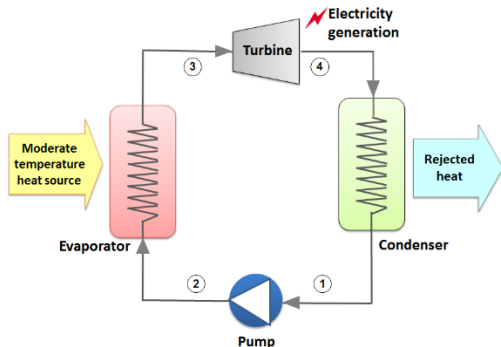 Electricity
generation
Turbine
③
④
Moderate
temperature
heat source
Rejected
heat
Evaporator
Condenser
②
①
Pump